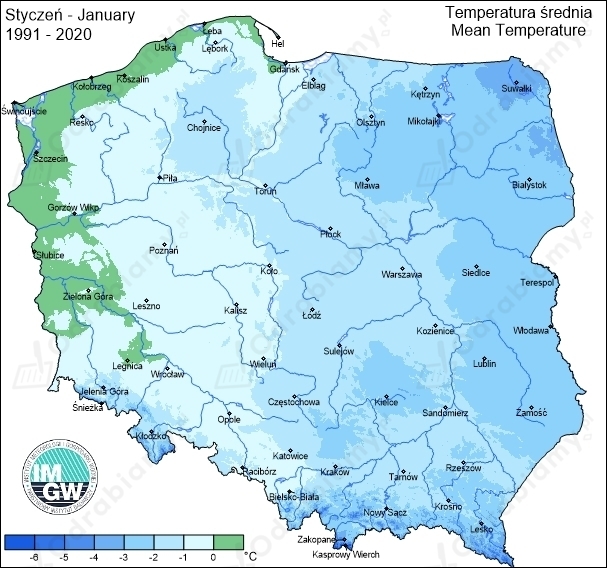 Styczeń - January
1991 - 2020
Temperatura średnia
Mean Temperature
Łeba
Hel
Ustka
Lębork
Koszalin
Gdańsk
Kołobrzeg
Elbląg
Kętrzyn
Suwałki
Świnoujście
Resko
Chojnice
Olsztyn
Mikołajki
Szczecin
Piła
Toruń
Mława
Białystok
Gorzów Wlkp.
Płock
Słubice
Poznań
Koło
Warszawa
Siedlce
Terespol
Zielona Góra
Leszno
Kalisz
Łódź
Kozienice
Włodawa
Sulejów
Legnica
Wrocław
Wieluń
Lublin
Jelenia Góra
Śnieżka
Częstochowa
Kielce
Sandomierz
Zamość
Opole
Kłodzko
Katowice
Racibórz
Kraków
Tarnów
Rzeszów
Bielsko-Biała
Nowy Sącz
Krosno
Lesko
Zakopane
Kasprowy Wierch
IM
GW
-6 -5 -4 -3 -2 -1 0 °C
odrabiamy.pl